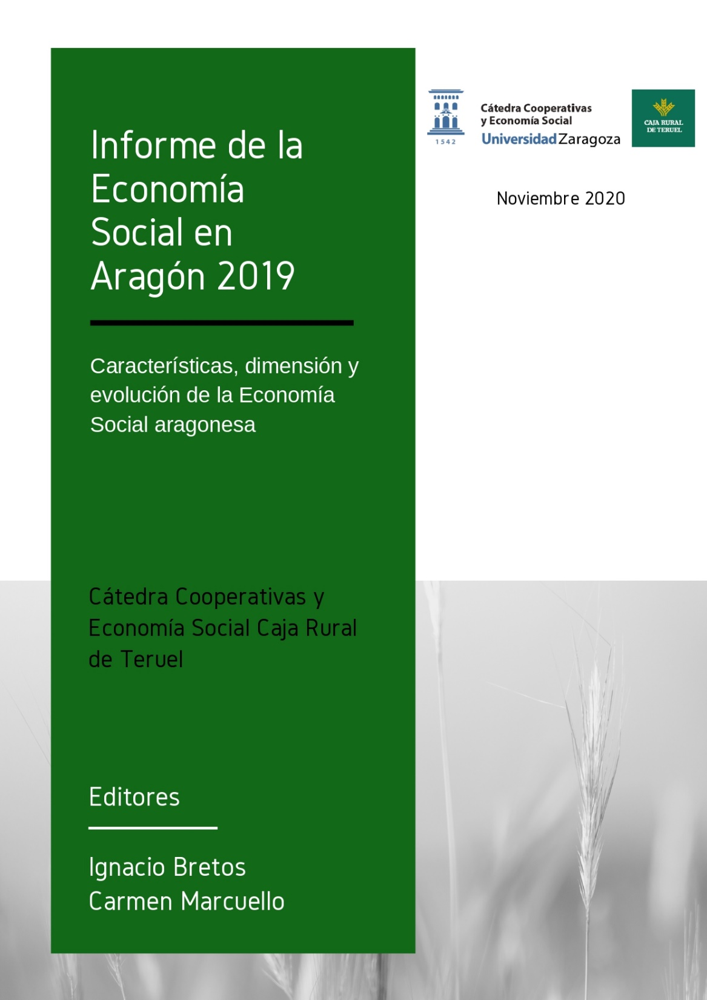 Informe de la
Economía
Social en
Aragón 2019
Características, dimensión y
evolución de la Economía
Social aragonesa
Cátedra Cooperativas y
Economía Social Caja Rural
de Teruel
Editores
Ignacio Bretos
Carmen Marcuello
1542
Cátedra Cooperativas
y Economía Social
Universidad Zaragoza
CAJA RURAL
DE TERUEL
Noviembre 2020